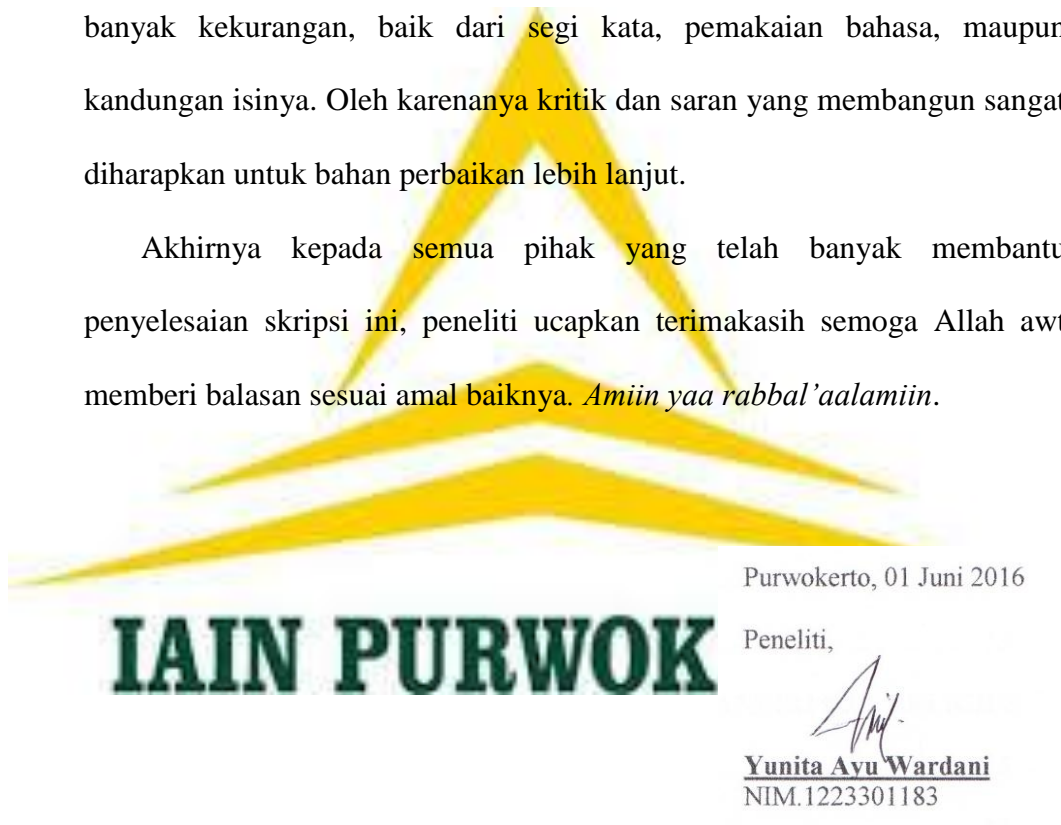 banyak kekurangan, baik dari segi kata, pemakaian bahasa, maupun
kandungan isinya. Oleh karenanya kritik dan saran yang membangun sangat
diharapkan untuk bahan perbaikan lebih lanjut.
Akhirnya kepada semua pihak yang telah banyak membantu
penyelesaian skripsi ini, peneliti ucapkan terimakasih semoga Allah awt
memberi balasan sesuai amal baiknya. Amiin yaa rabbal’aalamiin.
IAIN PURWOK
Purwokerto, 01 Juni 2016
Peneliti,
Yunita Ayu Wardani
NIM.1223301183